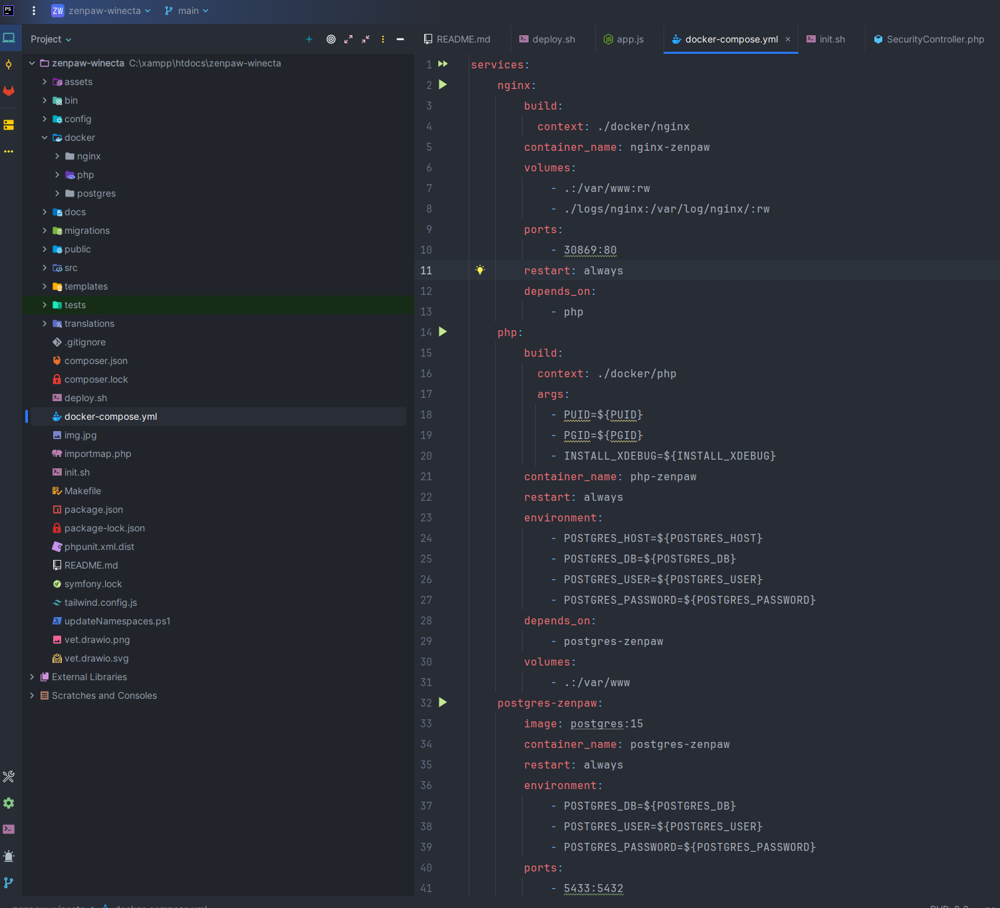 PS ZW zenpaw-winecta main
Project
README.md deploy.sh app.js docker-compose.yml init.sh SecurityController.php
zenpaw-winecta C:\xampp\htdocs\zenpaw-winecta
assets
bin
config
docker
nginx
php
postgres
docs
migrations
public
src
templates
tests
translations
.gitignore
composer.json
composer.lock
deploy.sh
docker-compose.yml
img.jpg
importmap.php
init.sh
Makefile
package.json
package-lock.json
phpunit.xml.dist
README.md
symfony.lock
tailwind.config.js
updateNamespaces.ps1
vet.drawio.png
vet.drawio.svg
External Libraries
Scratches and Consoles
1 services:
2 nginx:
3 build:
4 context: ./docker/nginx
5 container_name: nginx-zenpaw
6 volumes:
7 - .:/var/www:rw
8 - ./logs/nginx:/var/log/nginx/:rw
9 ports:
10 - 30869:80
11 restart: always
12 depends_on:
13 - php
14 php:
15 build:
16 context: ./docker/php
17 args:
18 - PUID=${PUID}
19 - PGID=${PGID}
20 - INSTALL_XDEBUG=${INSTALL_XDEBUG}
21 container_name: php-zenpaw
22 restart: always
23 environment:
24 - POSTGRES_HOST=${POSTGRES_HOST}
25 - POSTGRES_DB=${POSTGRES_DB}
26 - POSTGRES_USER=${POSTGRES_USER}
27 - POSTGRES_PASSWORD=${POSTGRES_PASSWORD}
28 depends_on:
29 - postgres-zenpaw
30 volumes:
31 - .:/var/www
32 postgres-zenpaw:
33 image: postgres:15
34 container_name: postgres-zenpaw
35 restart: always
36 environment:
37 - POSTGRES_DB=${POSTGRES_DB}
38 - POSTGRES_USER=${POSTGRES_USER}
39 - POSTGRES_PASSWORD=${POSTGRES_PASSWORD}
40 ports:
41 - 5433:5432